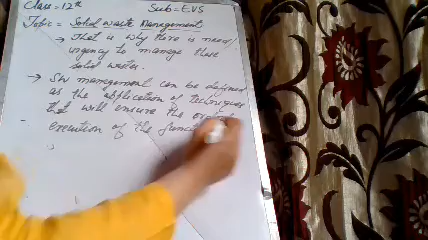 Class = 12th Sub = EVS
Topic = Solid waste Management
→ That is why there is need/
urgency to manage these
solid wastes.
→ SW management can be defined
as the application of techniques
that will ensure the
execution of the